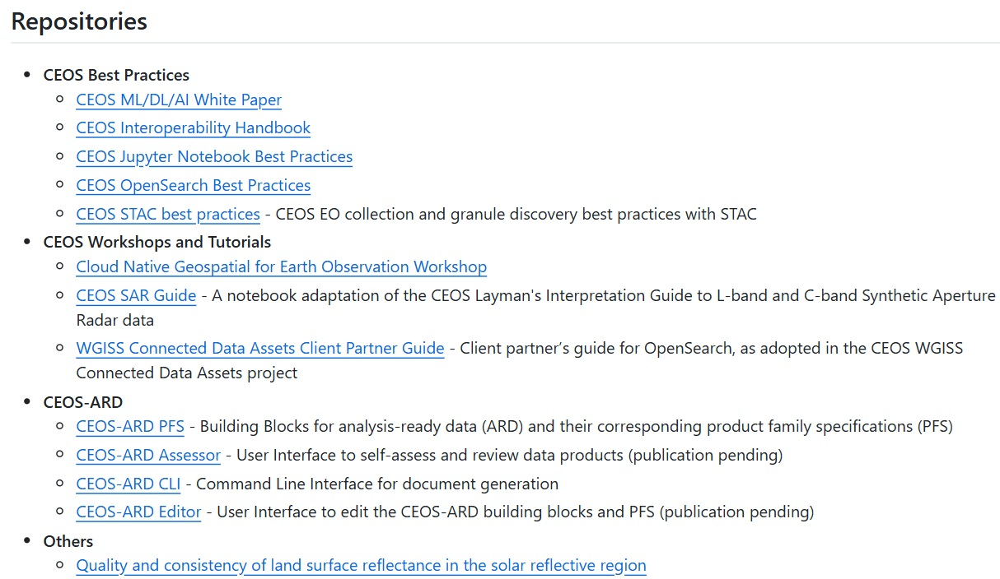 Repositories
CEOS Best Practices
CEOS ML/DL/AI White Paper
CEOS Interoperability Handbook
CEOS Jupyter Notebook Best Practices
CEOS OpenSearch Best Practices
CEOS STAC best practices - CEOS EO collection and granule discovery best practices with STAC
CEOS Workshops and Tutorials
Cloud Native Geospatial for Earth Observation Workshop
CEOS SAR Guide - A notebook adaptation of the CEOS Layman's Interpretation Guide to L-band and C-band Synthetic Aperture
Radar data
WGISS Connected Data Assets Client Partner Guide - Client partner’s guide for OpenSearch, as adopted in the CEOS WGISS
Connected Data Assets project
CEOS-ARD
CEOS-ARD PFS - Building Blocks for analysis-ready data (ARD) and their corresponding product family specifications (PFS)
CEOS-ARD Assessor - User Interface to self-assess and review data products (publication pending)
CEOS-ARD CLI - Command Line Interface for document generation
CEOS-ARD Editor - User Interface to edit the CEOS-ARD building blocks and PFS (publication pending)
Others
Quality and consistency of land surface reflectance in the solar reflective region